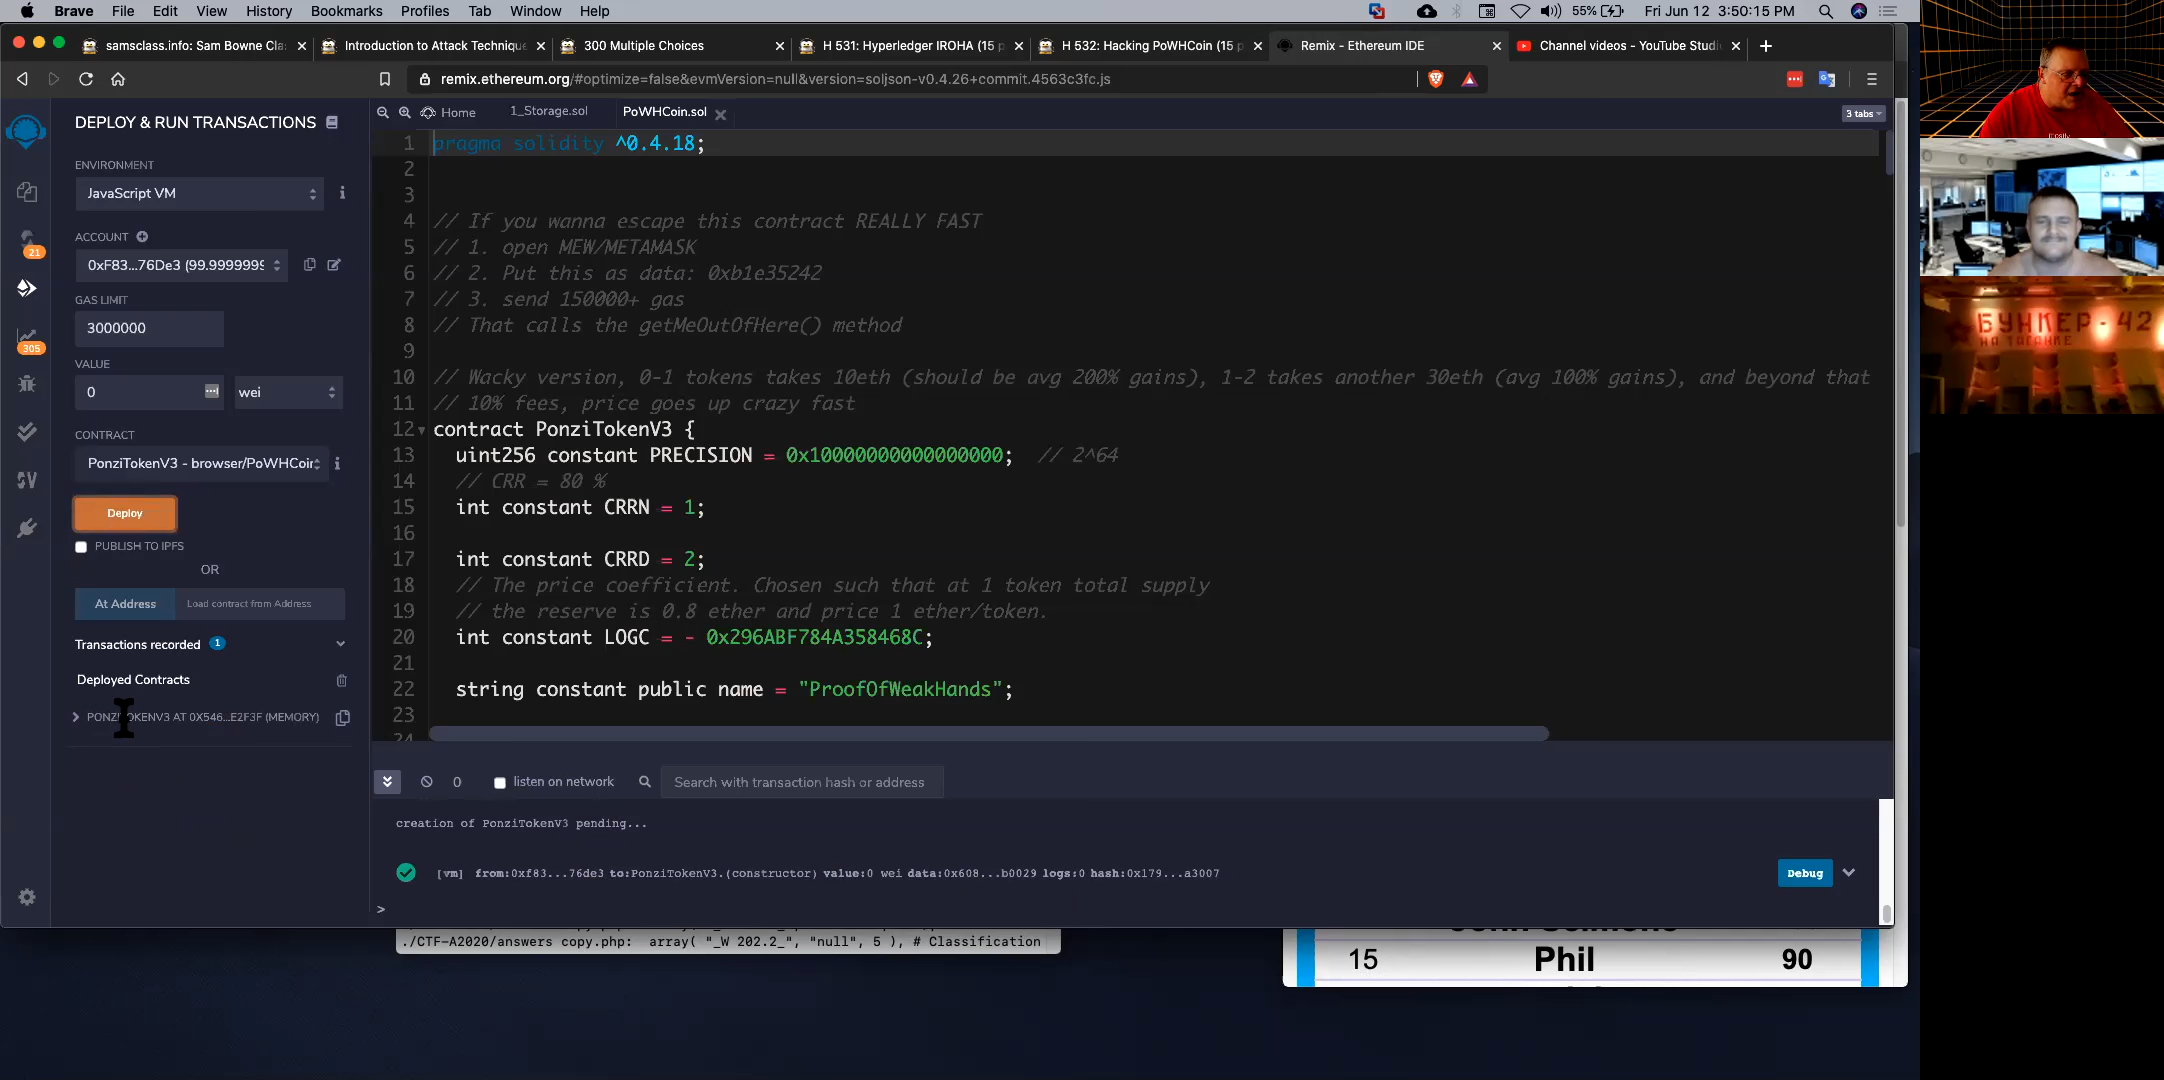 Brave File Edit View History Bookmarks Profiles Tab Window Help 55% Fri Jun 12 3:50:15 PM
samsclass.info: Sam Bowne Cla
Introduction to Attack Technique
300 Multiple Choices
H 531: Hyperledger IROHA (15 p
H 532: Hacking PoWHCoin (15 p
Remix - Ethereum IDE
Channel videos - YouTube Studi
remix.ethereum.org/#optimize=false&evmVersion=null&version=soljson-v0.4.26+commit.4563c3fc.js
DEPLOY & RUN TRANSACTIONS
ENVIRONMENT
JavaScript VM
ACCOUNT
0xF83...76De3 (99.9999999
GAS LIMIT
3000000
VALUE
0
wei
CONTRACT
PonziTokenV3 - browser/PoWHCoin
Deploy
PUBLISH TO IPFS
OR
At Address
Load contract from Address
Transactions recorded 1
Deployed Contracts
AT 0X546...E2F3F (MEMORY)
21
305
Home
1_Storage.sol
PoWHCoin.sol
3 tabs
1 pragma solidity ^0.4.18;
2
3
4 // If you wanna escape this contract REALLY FAST
5 // 1. open MEW/METAMASK
6 // 2. Put this as data: 0xb1e35242
7 // 3. send 150000+ gas
8 // That calls the getMeOutOfHere() method
9
10 // Wacky version, 0-1 tokens takes 10eth (should be avg 200% gains), 1-2 takes another 30eth (avg 100% gains), and beyond that
11 // 10% fees, price goes up crazy fast
12 contract PonziTokenV3 {
13 uint256 constant PRECISION = 0x10000000000000000; // 2^64
14 // CRR = 80 %
15 int constant CRRN = 1;
16
17 int constant CRRD = 2;
18 // The price coefficient. Chosen such that at 1 token total supply
19 // the reserve is 0.8 ether and price 1 ether/token.
20 int constant LOGC = - 0x296ABF784A358468C;
21
22 string constant public name = "ProofOfWeakHands";
23
24
0
listen on network
Search with transaction hash or address
creation of PonziTokenV3 pending...
[vm] from:0xf83...76de3 to:PonziTokenV3.(constructor) value:0 wei data:0x608...b0029 logs:0 hash:0x179...a3007
Debug
>
./CTF-A2020/answers copy.php: array( "_W 202.2_", "null", 5 ), # Classification
15 Phil 90
БУНКЕР-42
НА ТАГАНКЕ